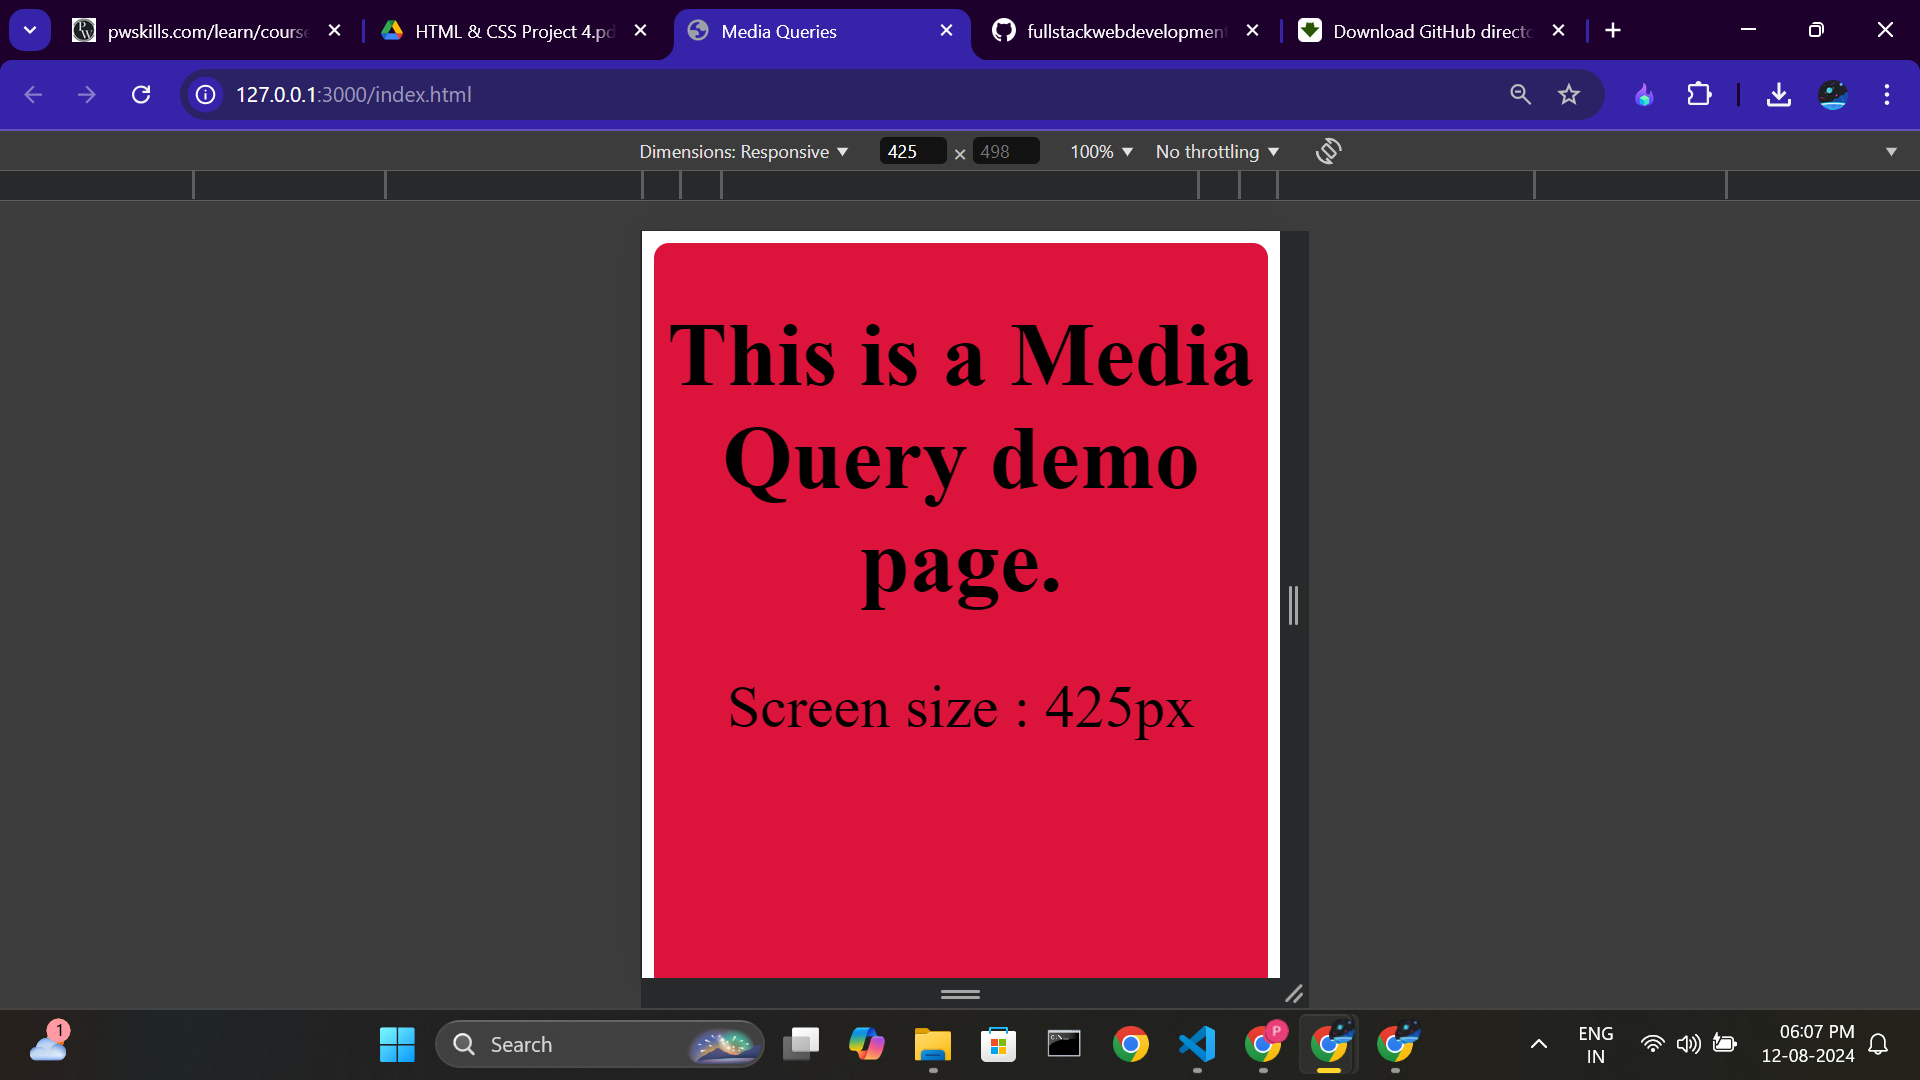 pwskills.com/learn/course
HTML & CSS Project 4.pd
Media Queries
fullstackwebdevelopment
Download GitHub directo
127.0.0.1:3000/index.html
Dimensions: Responsive
425 × 498
100%
No throttling
This is a Media
Query demo
page.
Screen size : 425px
1
Search
P
ENG
IN
06:07 PM
12-08-2024